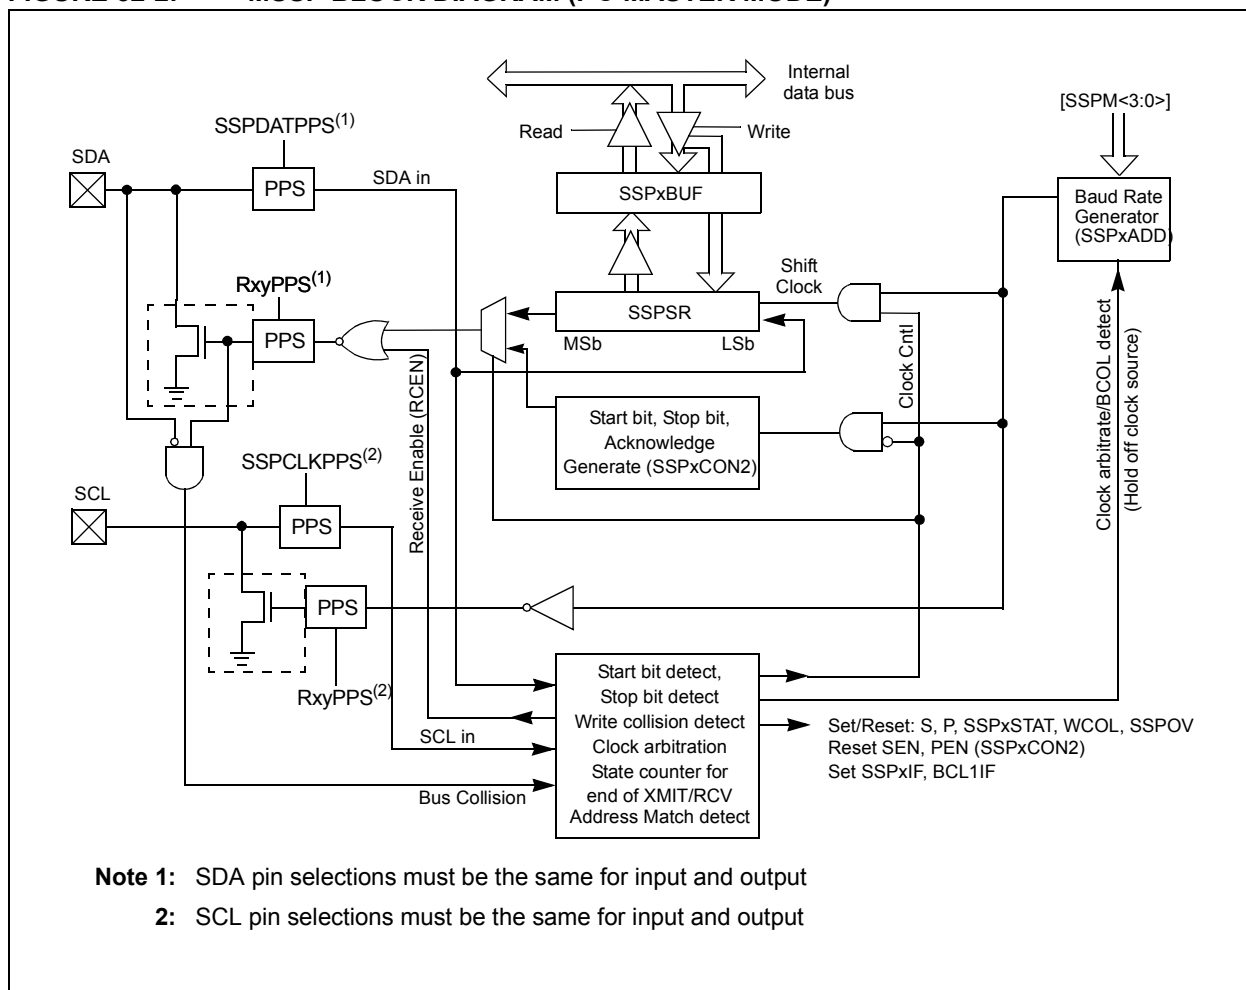 Internal
data bus
[SSPM<3:0>]
SSPDATPPS(1)
Read
Write
SDA
PPS
SDA in
SSPxBUF
Baud Rate
Generator
(SSPxADD)
RxyPPS(1)
Shift
Clock
PPS
SSPSR
MSb
LSb
Clock Cntl
Receive Enable (RCEN)
Clock arbitrate/BCOL detect
(Hold off clock source)
Start bit, Stop bit,
Acknowledge
Generate (SSPxCON2)
SSPCLKPPS(2)
SCL
PPS
PPS
RxyPPS(2)
Start bit detect,
Stop bit detect
Write collision detect
Clock arbitration
State counter for
end of XMIT/RCV
Address Match detect
SCL in
Bus Collision
Set/Reset: S, P, SSPxSTAT, WCOL, SSPOV
Reset SEN, PEN (SSPxCON2)
Set SSPxIF, BCL1IF
Note 1: SDA pin selections must be the same for input and output
2: SCL pin selections must be the same for input and output